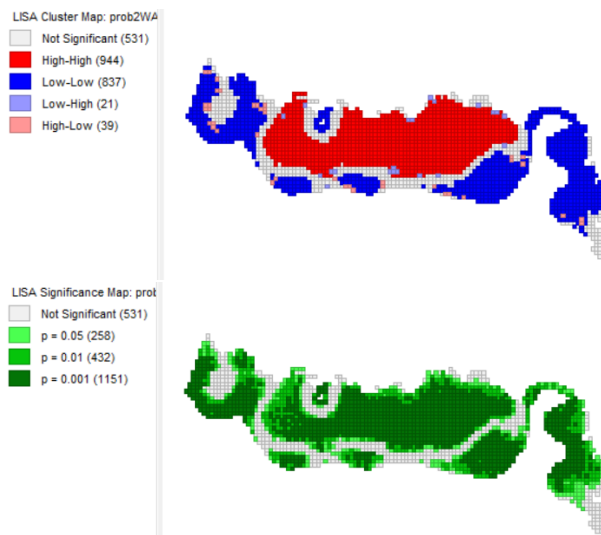 LISA Cluster Map: prob2WA
Not Significant (531)
High-High (944)
Low-Low (837)
Low-High (21)
High-Low (39)
LISA Significance Map: prob
Not Significant (531)
p = 0.05 (258)
p = 0.01 (432)
p = 0.001 (1151)